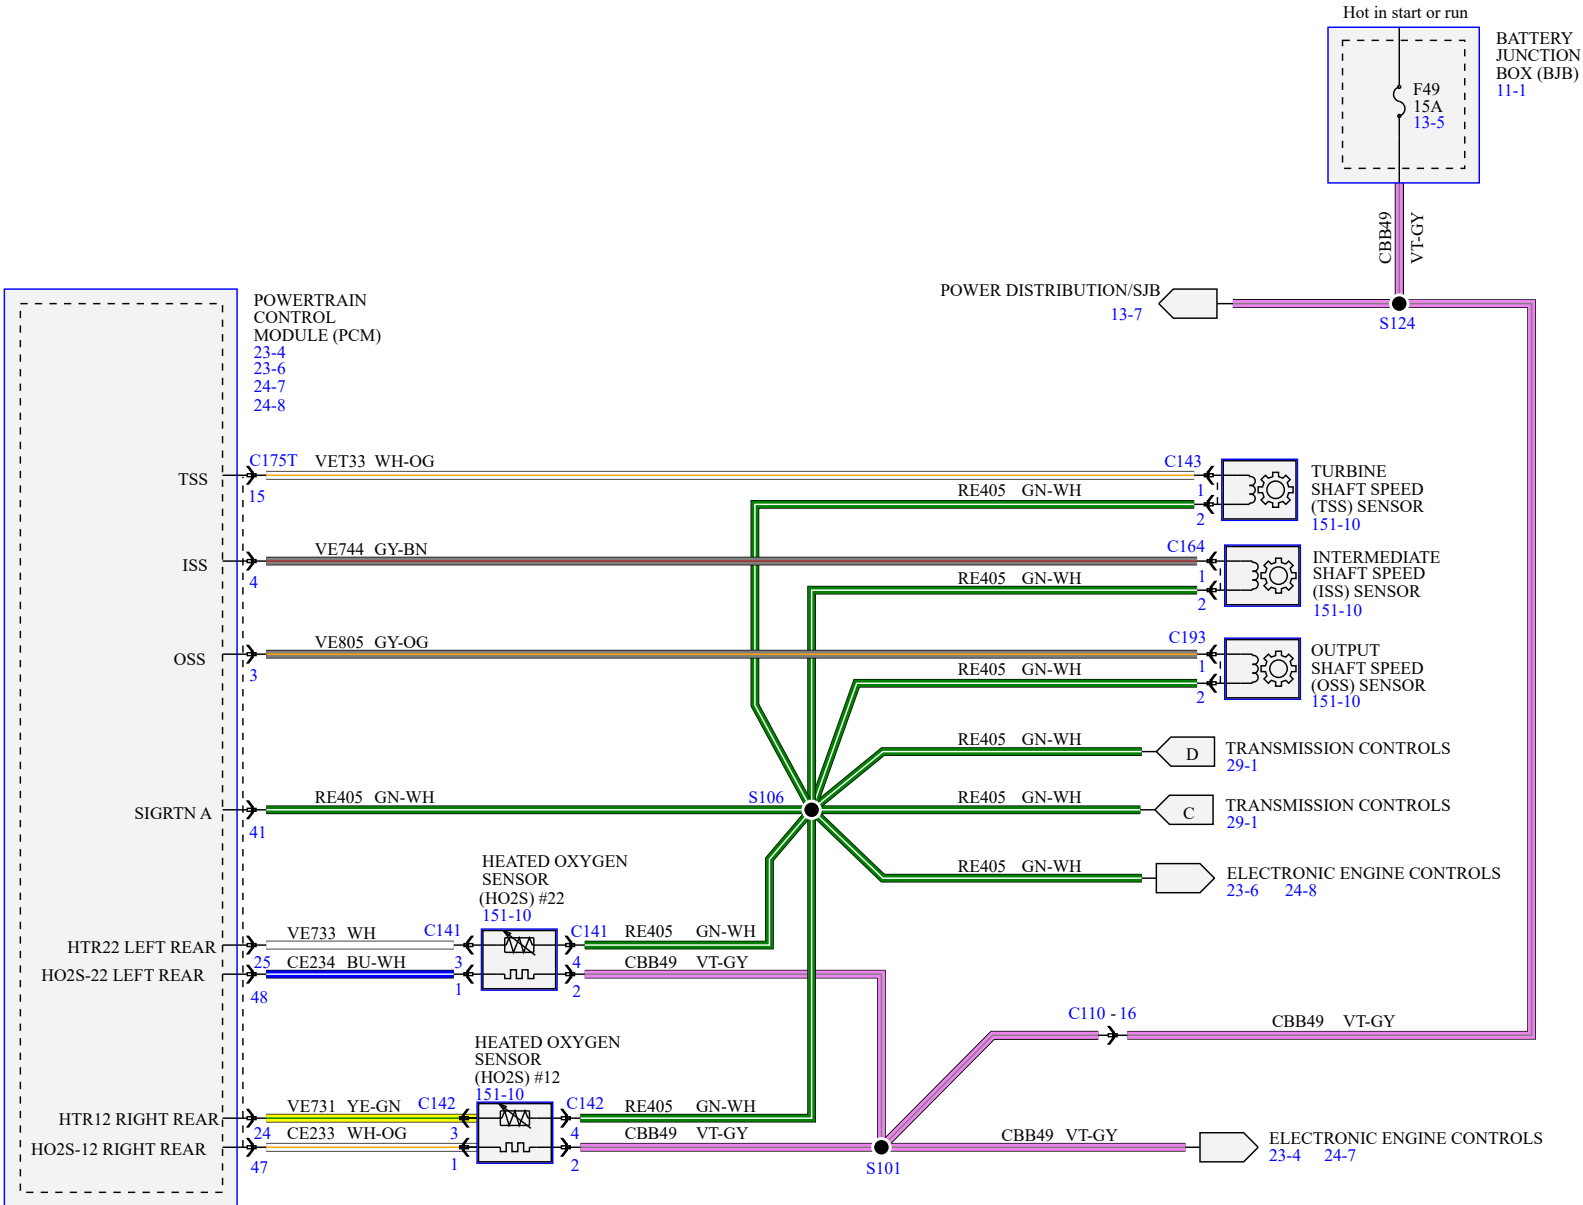 Hot in start or run
BATTERY
JUNCTION
BOX (BJB)
11-1
F49
15A
13-5
CBB49
VT-GY
POWER DISTRIBUTION/SJB
13-7
S124
POWERTRAIN
CONTROL
MODULE (PCM)
23-4
23-6
24-7
24-8
TSS
C175T
VET33 WH-OG
15
C143
1
RE405 GN-WH
2
TURBINE
SHAFT SPEED
(TSS) SENSOR
151-10
ISS
VE744 GY-BN
4
C164
1
RE405 GN-WH
2
INTERMEDIATE
SHAFT SPEED
(ISS) SENSOR
151-10
OSS
VE805 GY-OG
3
C193
1
RE405 GN-WH
2
OUTPUT
SHAFT SPEED
(OSS) SENSOR
151-10
RE405 GN-WH
D
TRANSMISSION CONTROLS
29-1
SIGRTN A
RE405 GN-WH
41
S106
RE405 GN-WH
C
TRANSMISSION CONTROLS
29-1
RE405 GN-WH
ELECTRONIC ENGINE CONTROLS
23-6 24-8
HEATED OXYGEN
SENSOR
(HO2S) #22
151-10
HTR22 LEFT REAR
VE733 WH
C141
C141
RE405 GN-WH
25
3
4
HO2S-22 LEFT REAR
CE234 BU-WH
CBB49 VT-GY
48
1
2
C110 - 16
CBB49 VT-GY
HEATED OXYGEN
SENSOR
(HO2S) #12
151-10
HTR12 RIGHT REAR
VE731 YE-GN
C142
C142
RE405 GN-WH
24
3
4
HO2S-12 RIGHT REAR
CE233 WH-OG
CBB49 VT-GY
47
1
2
S101
CBB49 VT-GY
ELECTRONIC ENGINE CONTROLS
23-4 24-7